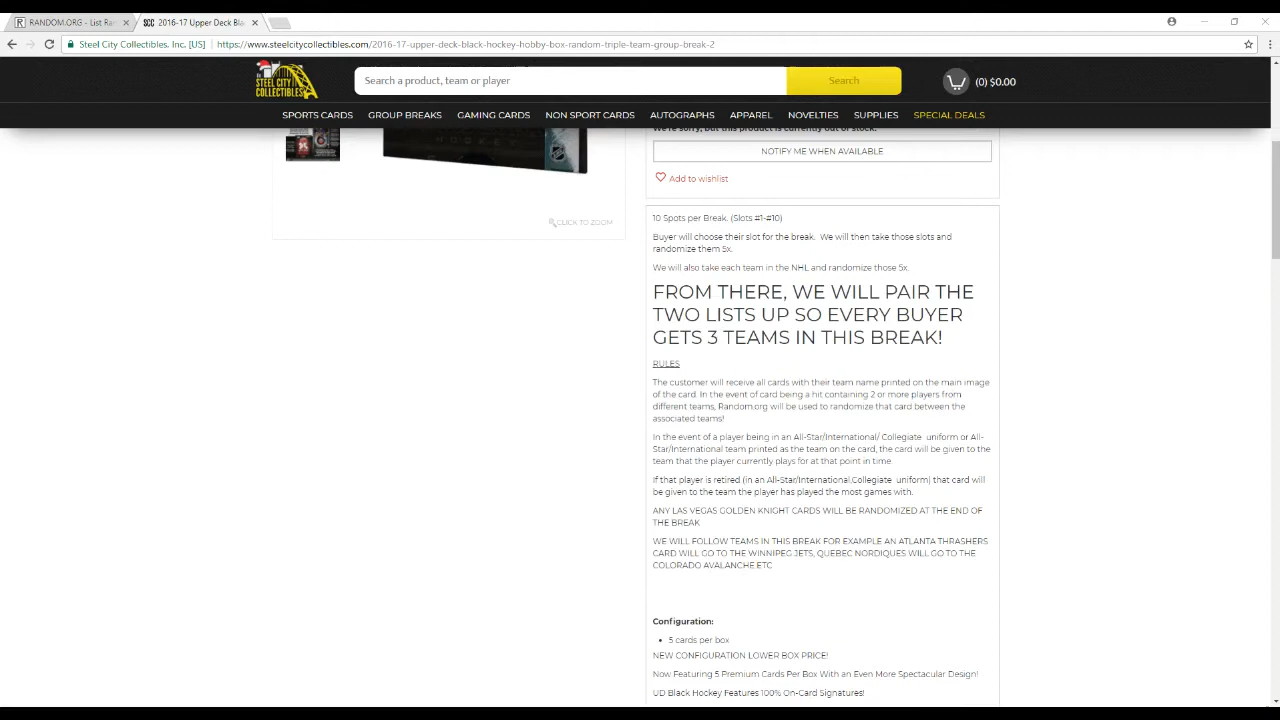 RANDOM.ORG - List Ra
2016-17 Upper Deck Bla
Steel City Collectibles. Inc. [US]
https://www.steelcitycollectibles.com/2016-17-upper-deck-black-hockey-hobby-box-random-triple-team-group-break-2
STEEL CITY
COLLECTIBLES
Search a product, team or player
Search
(0) $0.00
SPORTS CARDS
GROUP BREAKS
GAMING CARDS
NON SPORT CARDS
AUTOGRAPHS
APPAREL
NOVELTIES
SUPPLIES
SPECIAL DEALS
We're sorry, but this product is currently out of stock.
NOTIFY ME WHEN AVAILABLE
Add to wishlist
CLICK TO ZOOM
10 Spots per Break. (Slots #1-#10)
Buyer will choose their slot for the break. We will then take those slots and
randomize them 5x.
We will also take each team in the NHL and randomize those 5x.
FROM THERE, WE WILL PAIR THE
TWO LISTS UP SO EVERY BUYER
GETS 3 TEAMS IN THIS BREAK!
RULES
The customer will receive all cards with their team name printed on the main image
of the card. In the event of card being a hit containing 2 or more players from
different teams, Random.org will be used to randomize that card between the
associated teams!
In the event of a player being in an All-Star/International/ Collegiate uniform or All-
Star/International team printed as the team on the card, the card will be given to the
team that the player currently plays for at that point in time
If that player is retired (in an All-Star/International,Collegiate uniform) that card will
be given to the team the player has played the most games with.
ANY LAS VEGAS GOLDEN KNIGHT CARDS WILL BE RANDOMIZED AT THE END OF
THE BREAK
WE WILL FOLLOW TEAMS IN THIS BREAK FOR EXAMPLE AN ATLANTA THRASHERS
CARD WILL GO TO THE WINNIPEG JETS, QUEBEC NORDIQUES WILL GO TO THE
COLORADO AVALANCHE ETC
Configuration:
5 cards per box
NEW CONFIGURATION LOWER BOX PRICE!
Now Featuring 5 Premium Cards Per Box With an Even More Spectacular Design!
UD Black Hockey Features 100% On-Card Signatures!